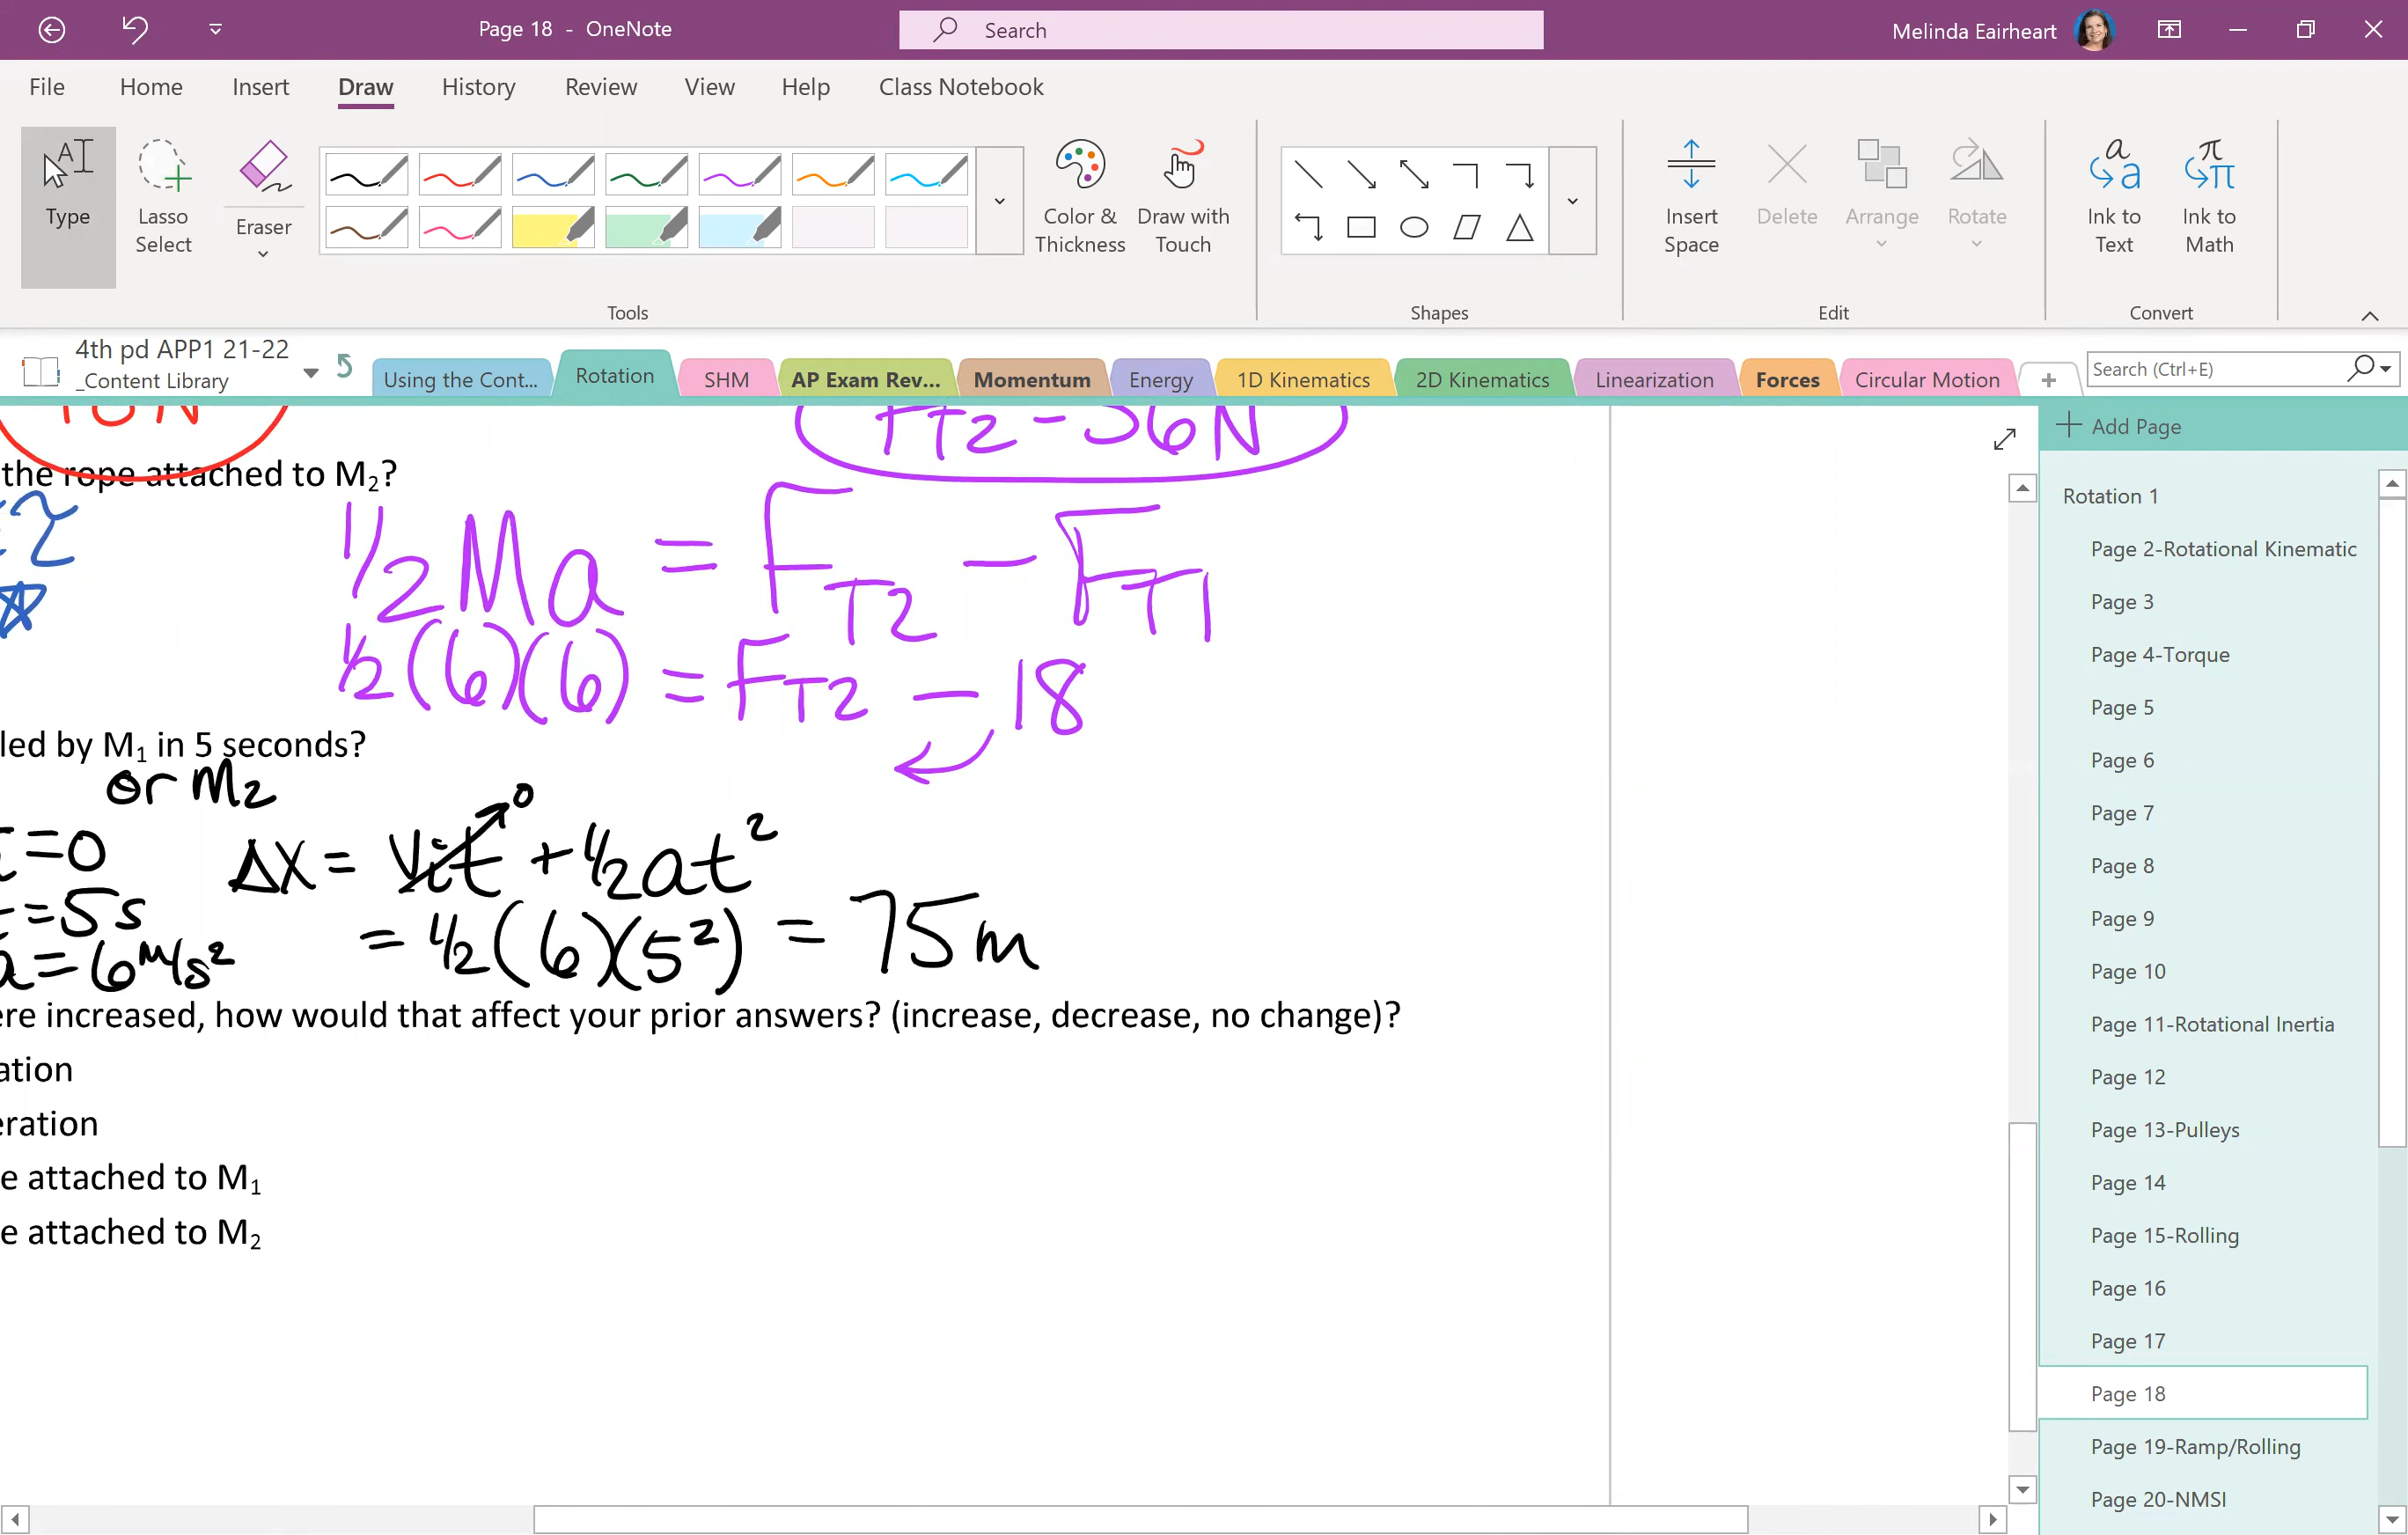 Page 18 - OneNote
Search
Melinda Eairheart
File Home Insert Draw History Review View Help Class Notebook
Type
Lasso Select
Eraser
Color & Thickness
Draw with Touch
Insert Space
Delete
Arrange
Rotate
Ink to Text
Ink to Math
Tools
Shapes
Edit
Convert
4th pd APP1 21-22
_Content Library
Using the Cont... Rotation SHM AP Exam Rev... Momentum Energy 1D Kinematics 2D Kinematics Linearization Forces Circular Motion
Search (Ctrl+E)
18N
FT2 = 36N
the rope attached to M2?
½Ma = FT2 − FT1
½(6)(6) = FT2 − 18
led by M1 in 5 seconds?
or M2
=0
ΔX = Vit + ½at²
0
=5s
= ½(6)(5²) = 75m
a=6m/s²
ere increased, how would that affect your prior answers? (increase, decrease, no change)?
ation
eration
e attached to M1
e attached to M2
Add Page
Rotation 1
Page 2-Rotational Kinematic
Page 3
Page 4-Torque
Page 5
Page 6
Page 7
Page 8
Page 9
Page 10
Page 11-Rotational Inertia
Page 12
Page 13-Pulleys
Page 14
Page 15-Rolling
Page 16
Page 17
Page 18
Page 19-Ramp/Rolling
Page 20-NMSI